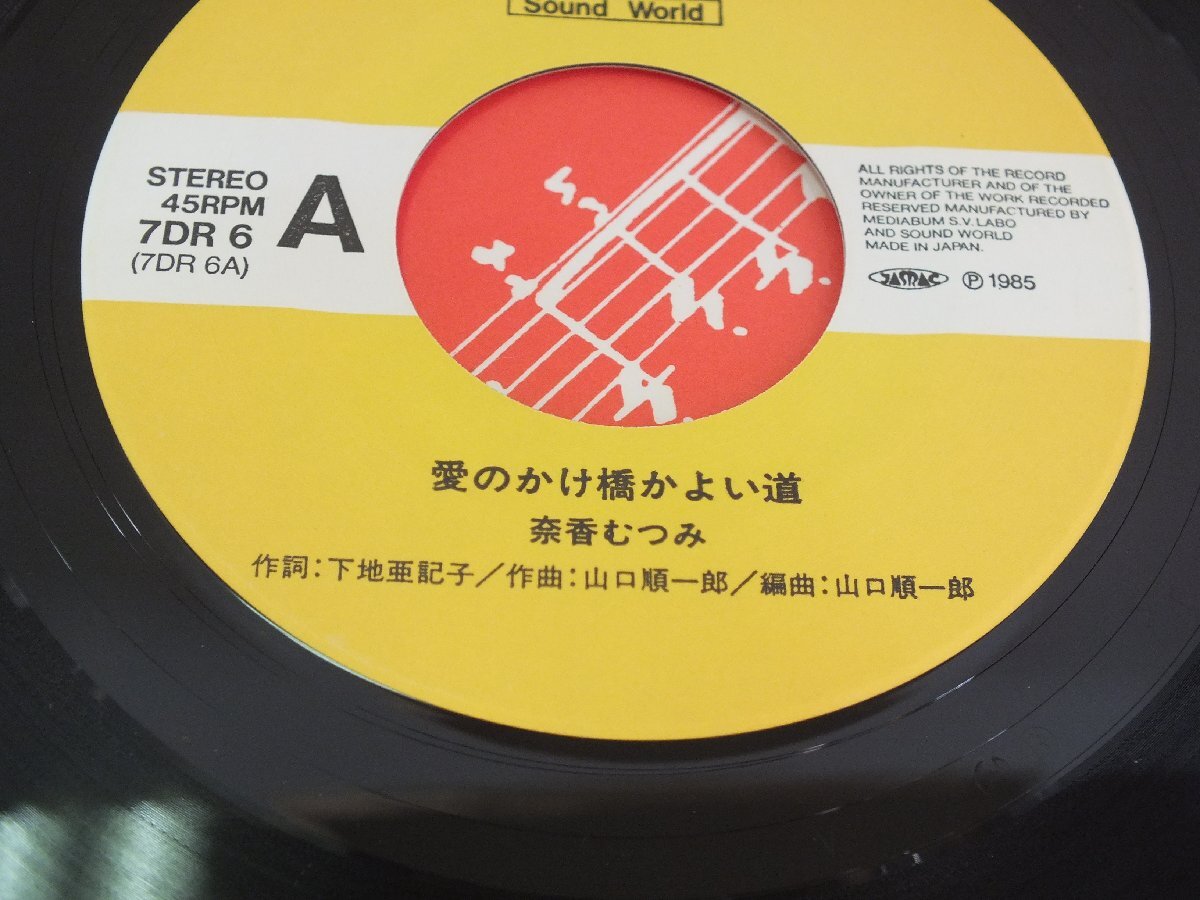 Sound World
STEREO
45RPM
7DR 6
(7DR 6A)
A
ALL RIGHTS OF THE RECORD
MANUFACTURER AND OF THE
OWNER OF THE WORK RECORDED
RESERVED MANUFACTURED BY
MEDIABUM S.V. LABO
AND SOUND WORLD
MADE IN JAPAN.
JASRAC Ⓟ 1985
愛のかけ橋かよい道
奈香むつみ
作詞:下地亜記子/作曲:山口順一郎/編曲:山口順一郎